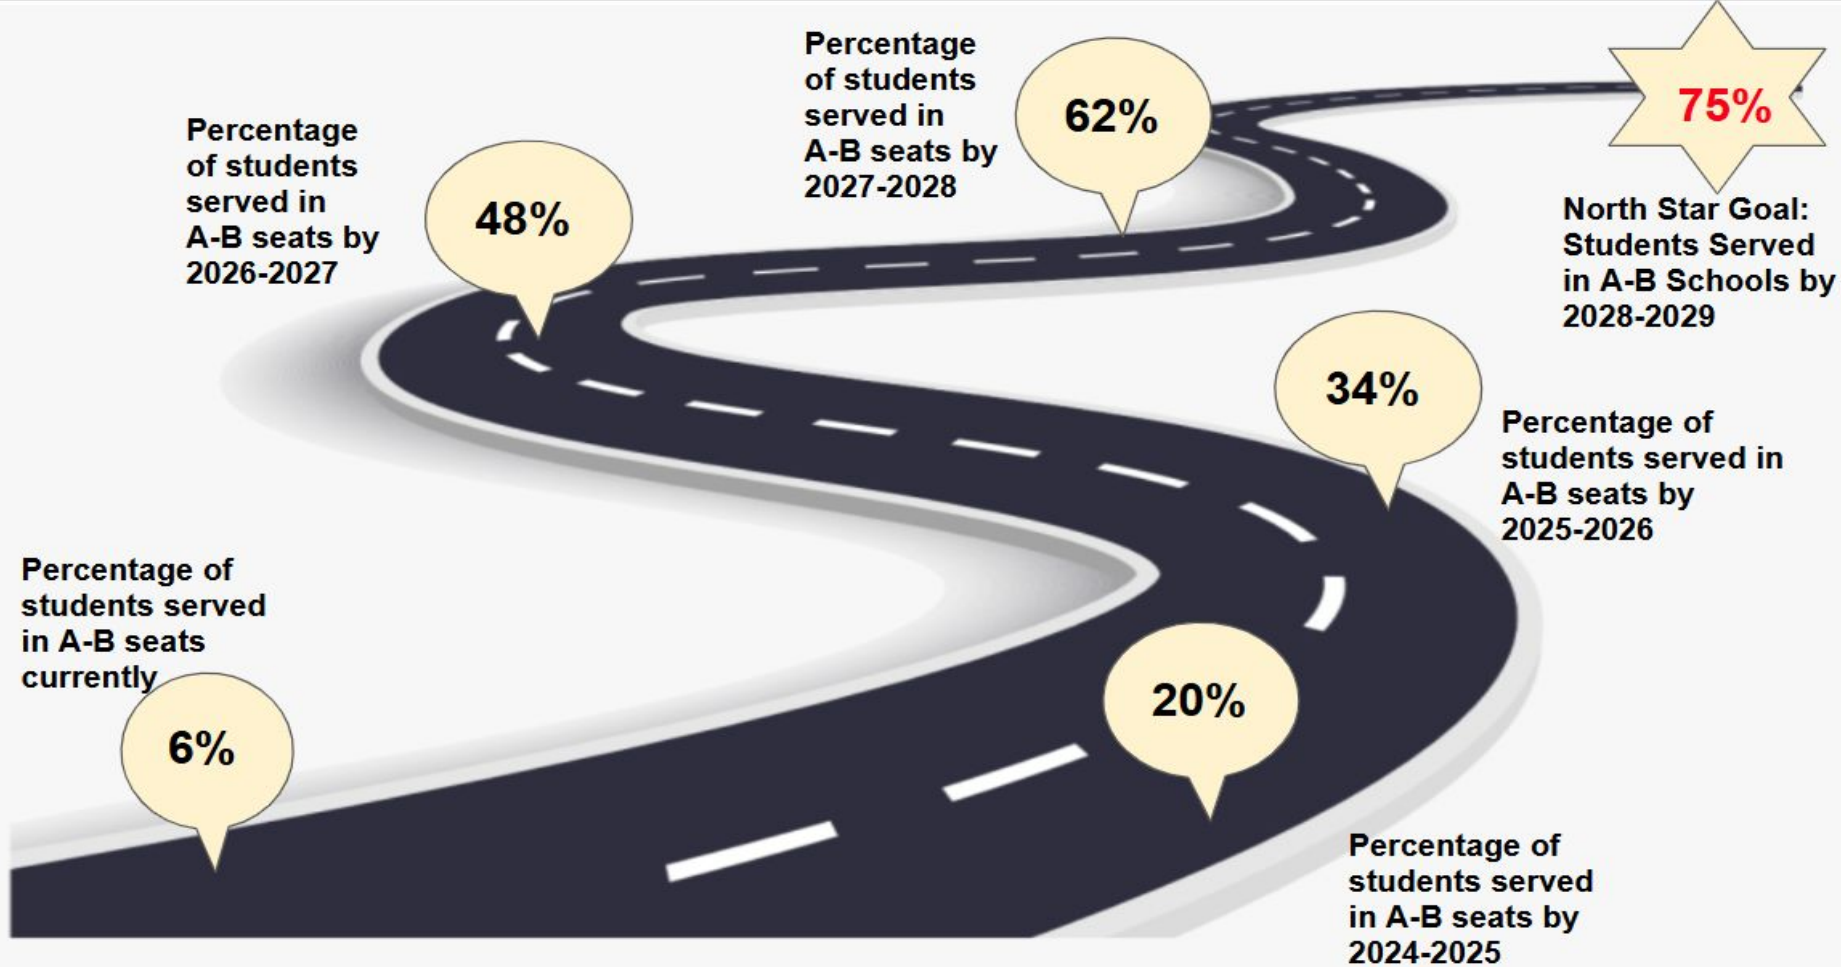 Percentage
of students
served in
A-B seats by
2027-2028
62%
75%
North Star Goal:
Students Served
in A-B Schools by
2028-2029
Percentage
of students
served in
A-B seats by
2026-2027
48%
34%
Percentage of
students served in
A-B seats by
2025-2026
Percentage of
students served
in A-B seats
currently
6%
20%
Percentage of
students served
in A-B seats by
2024-2025